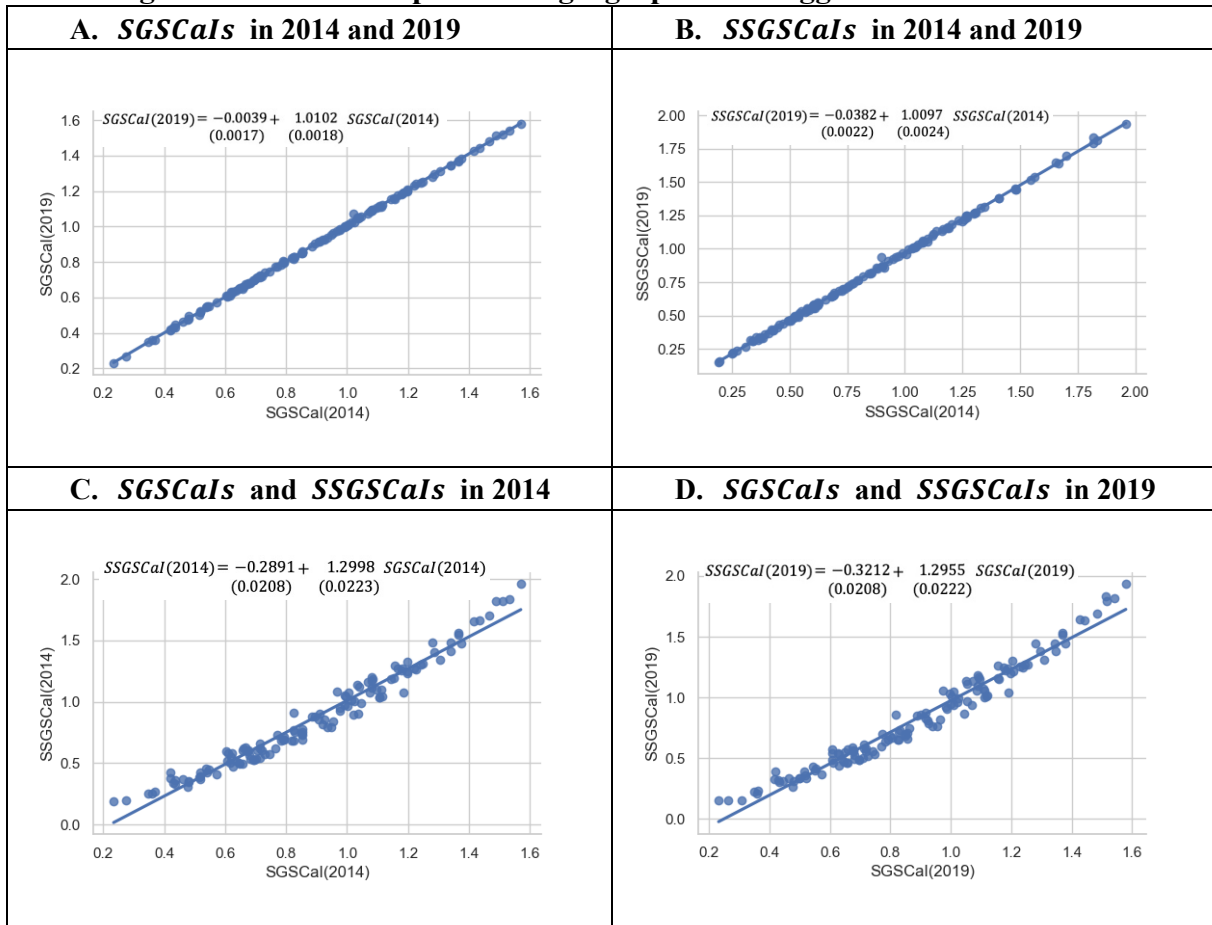 A. SGSCaIs in 2014 and 2019
B. SSGSCaIs in 2014 and 2019
SGSCaI(2019) = −0.0039 + 1.0102 SGSCaI(2014)
(0.0017) (0.0018)
1.6
1.4
1.2
1.0
0.8
0.6
0.4
0.2
SGSCaI(2019)
0.2 0.4 0.6 0.8 1.0 1.2 1.4 1.6
SGSCaI(2014)
SSGSCaI(2019) = −0.0382 + 1.0097 SSGSCaI(2014)
(0.0022) (0.0024)
2.00
1.75
1.50
1.25
1.00
0.75
0.50
0.25
SSGSCaI(2019)
0.25 0.50 0.75 1.00 1.25 1.50 1.75 2.00
SSGSCaI(2014)
C. SGSCaIs and SSGSCaIs in 2014
D. SGSCaIs and SSGSCaIs in 2019
SSGSCaI(2014) = −0.2891 + 1.2998 SGSCaI(2014)
(0.0208) (0.0223)
2.0
1.5
1.0
0.5
0.0
SSGSCaI(2014)
0.2 0.4 0.6 0.8 1.0 1.2 1.4 1.6
SGSCaI(2014)
SSGSCaI(2019) = −0.3212 + 1.2955 SGSCaI(2019)
(0.0208) (0.0222)
2.0
1.5
1.0
0.5
0.0
SSGSCaI(2019)
0.2 0.4 0.6 0.8 1.0 1.2 1.4 1.6
SGSCaI(2019)